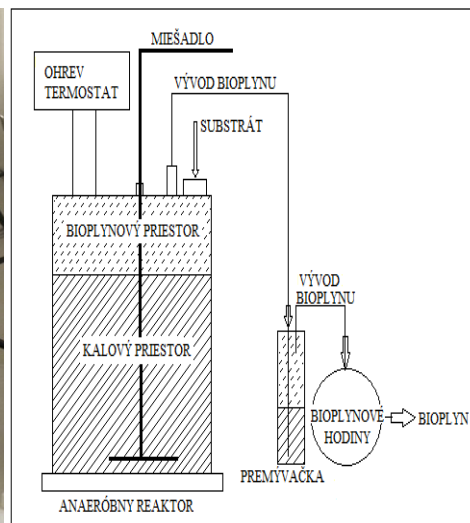 MIEŠADLO
OHREV
TERMOSTAT
VÝVOD BIOPLYNU
SUBSTRÁT
BIOPLYNOVÝ PRIESTOR
VÝVOD
BIOPLYNU
KALOVÝ PRIESTOR
BIOPLYNOVÉ
HODINY
BIOPLYN
PREMÝVAČKA
ANAERÓBNY REAKTOR